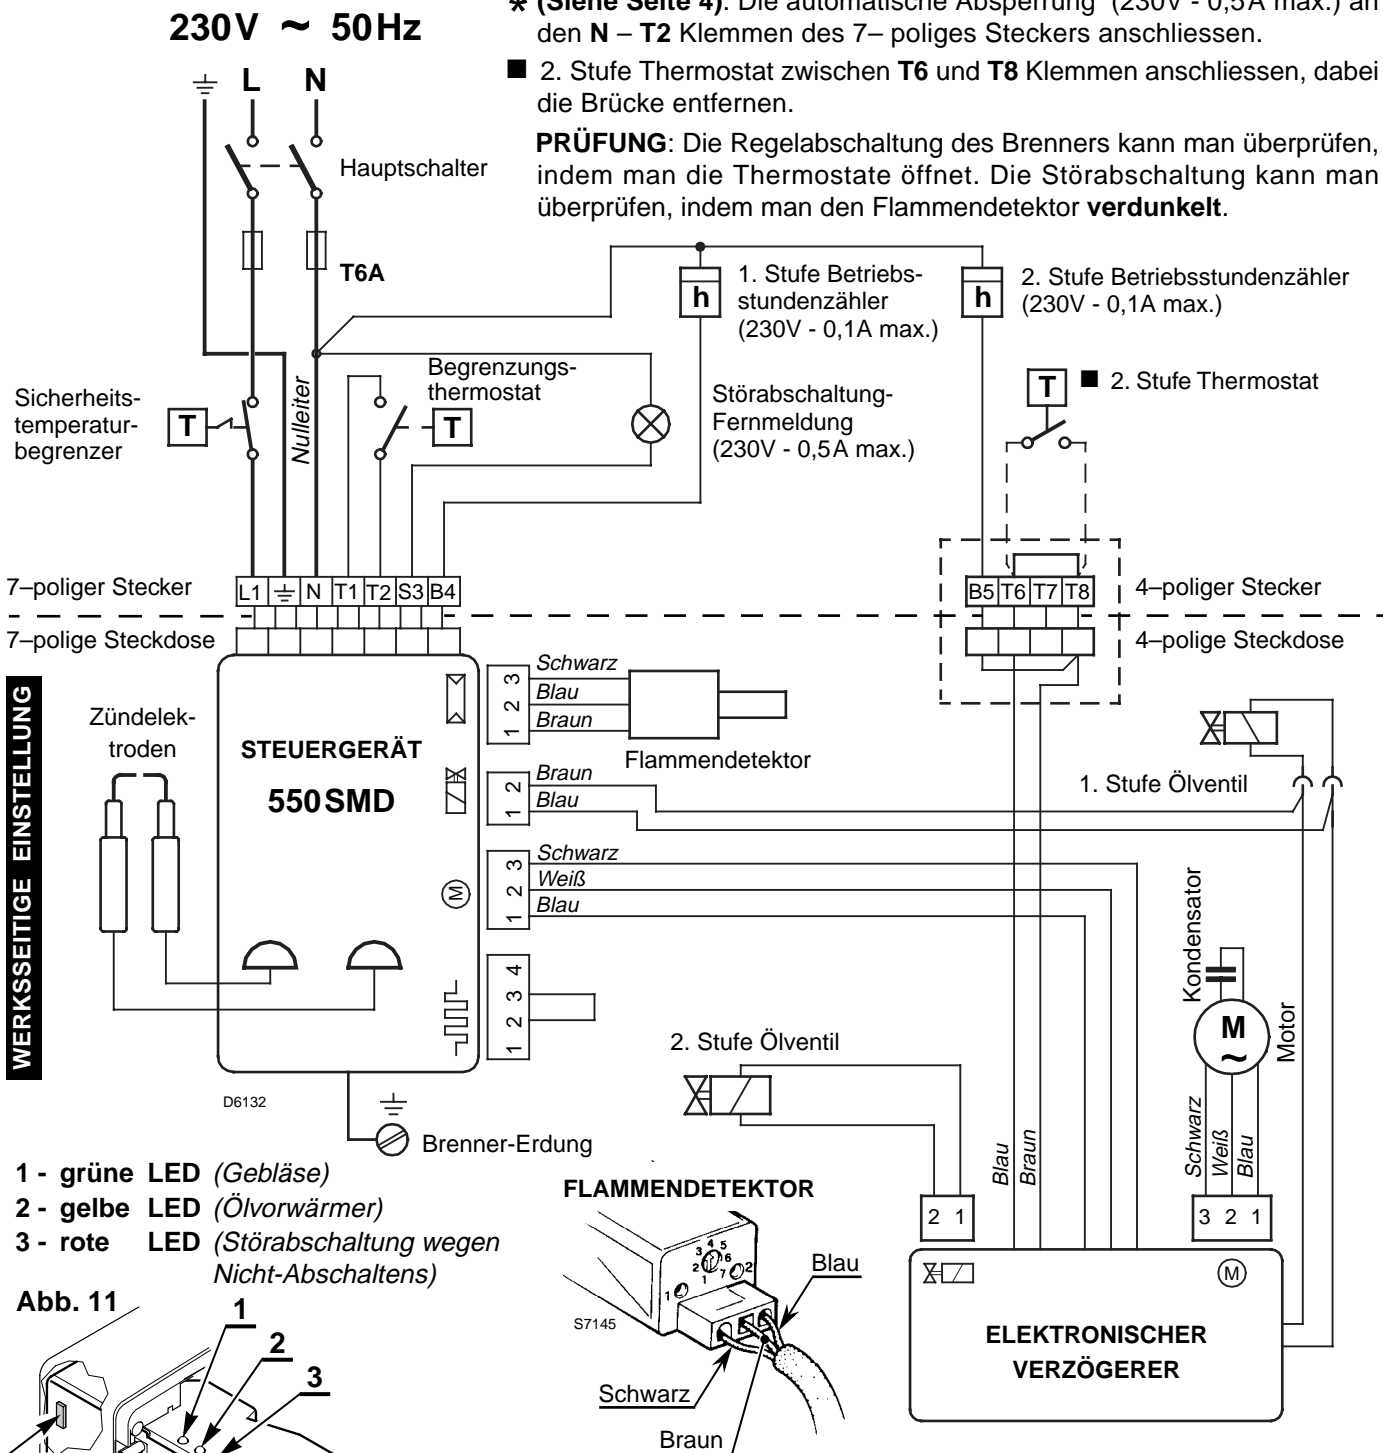 * (Siehe Seite 4). Die automatische Absperrung (230V - 0,5A max.) an
den N – T2 Klemmen des 7– poliges Steckers anschliessen.
■ 2. Stufe Thermostat zwischen T6 und T8 Klemmen anschliessen, dabei
die Brücke entfernen.
PRÜFUNG: Die Regelabschaltung des Brenners kann man überprüfen,
indem man die Thermostate öffnet. Die Störabschaltung kann man
überprüfen, indem man den Flammendetektor verdunkelt.
230V ~ 50Hz
L N
Hauptschalter
T6A
h
1. Stufe Betriebs-
stundenzähler
(230V - 0,1A max.)
h
2. Stufe Betriebsstundenzähler
(230V - 0,1A max.)
Sicherheits-
temperatur-
begrenzer
T
Nulleiter
Begrenzungs-
thermostat
T
Störabschaltung-
Fernmeldung
(230V - 0,5A max.)
T
■ 2. Stufe Thermostat
7–poliger Stecker
L1 N T1 T2 S3 B4
B5 T6 T7 T8
4–poliger Stecker
7–polige Steckdose
4–polige Steckdose
WERKSSEITIGE EINSTELLUNG
Zündelek-
troden
STEUERGERÄT
550SMD
3 2 1
Schwarz
Blau
Braun
Flammendetektor
2 1
Braun
Blau
1. Stufe Ölventil
M
3 2 1
Schwarz
Weiß
Blau
4 3 2 1
Kondensator
M
~
Motor
2. Stufe Ölventil
D6132
Brenner-Erdung
Blau
Braun
Schwarz
Weiß
Blau
2 1
3 2 1
M
ELEKTRONISCHER
VERZÖGERER
1 - grüne LED (Gebläse)
2 - gelbe LED (Ölvorwärmer)
3 - rote LED (Störabschaltung wegen
Nicht-Abschaltens)
Abb. 11
1
2
3
FLAMMENDETEKTOR
1 2 3 4 5 6 7
1
2
S7145
Blau
Schwarz
Braun